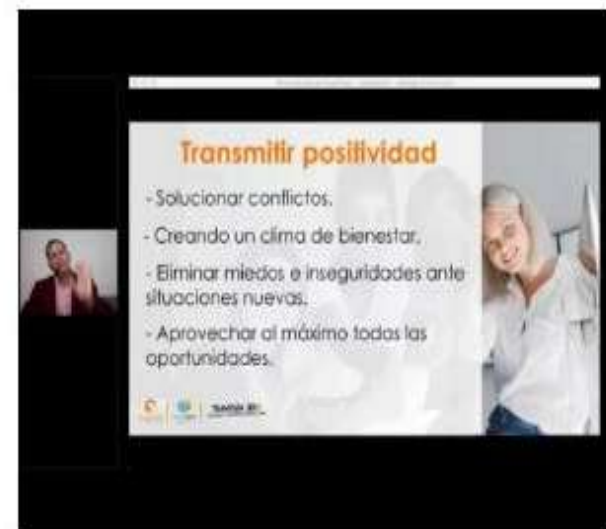 Transmitir positividad
- Solucionar conflictos.
- Creando un clima de bienestar.
- Eliminar miedos e inseguridades ante
situaciones nuevas.
- Aprovechar al máximo todas las
oportunidades.